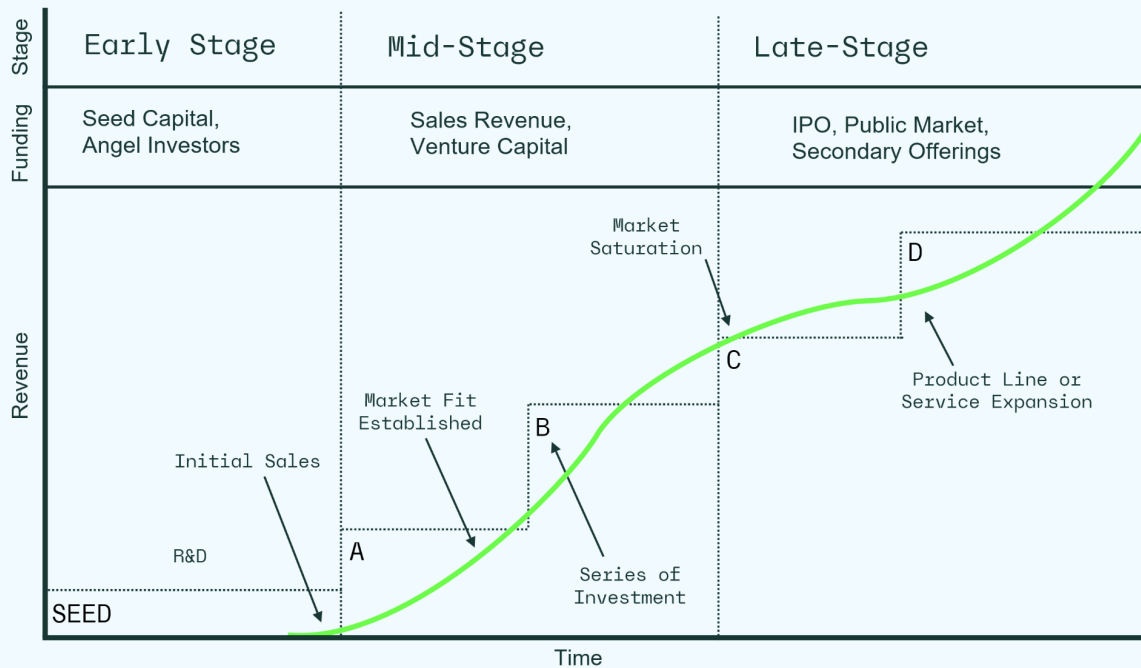 Stage
Early Stage
Mid-Stage
Late-Stage
Funding
Seed Capital,
Angel Investors
Sales Revenue,
Venture Capital
IPO, Public Market,
Secondary Offerings
Revenue
Market
Saturation
D
C
Product Line or
Service Expansion
Market Fit
Established
B
Initial Sales
A
R&D
Series of
Investment
SEED
Time